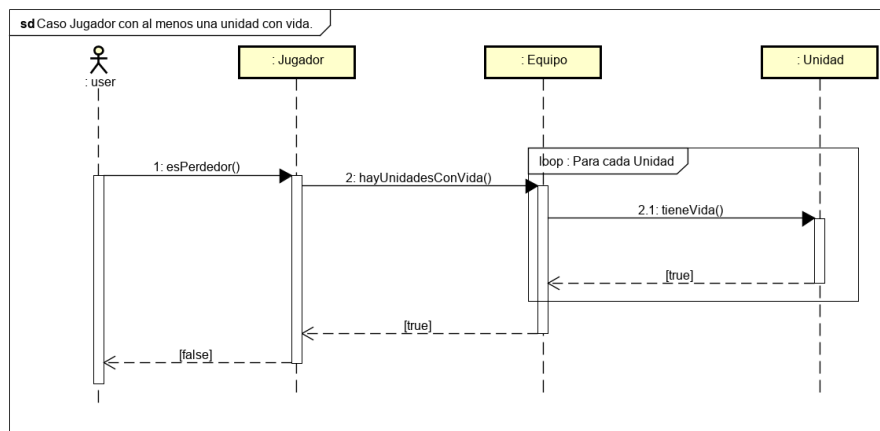 sd Caso Jugador con al menos una unidad con vida.
: user
: Jugador
: Equipo
: Unidad
loop : Para cada Unidad
1: esPerdedor()
2: hayUnidadesConVida()
2.1: tieneVida()
[true]
[true]
[false]